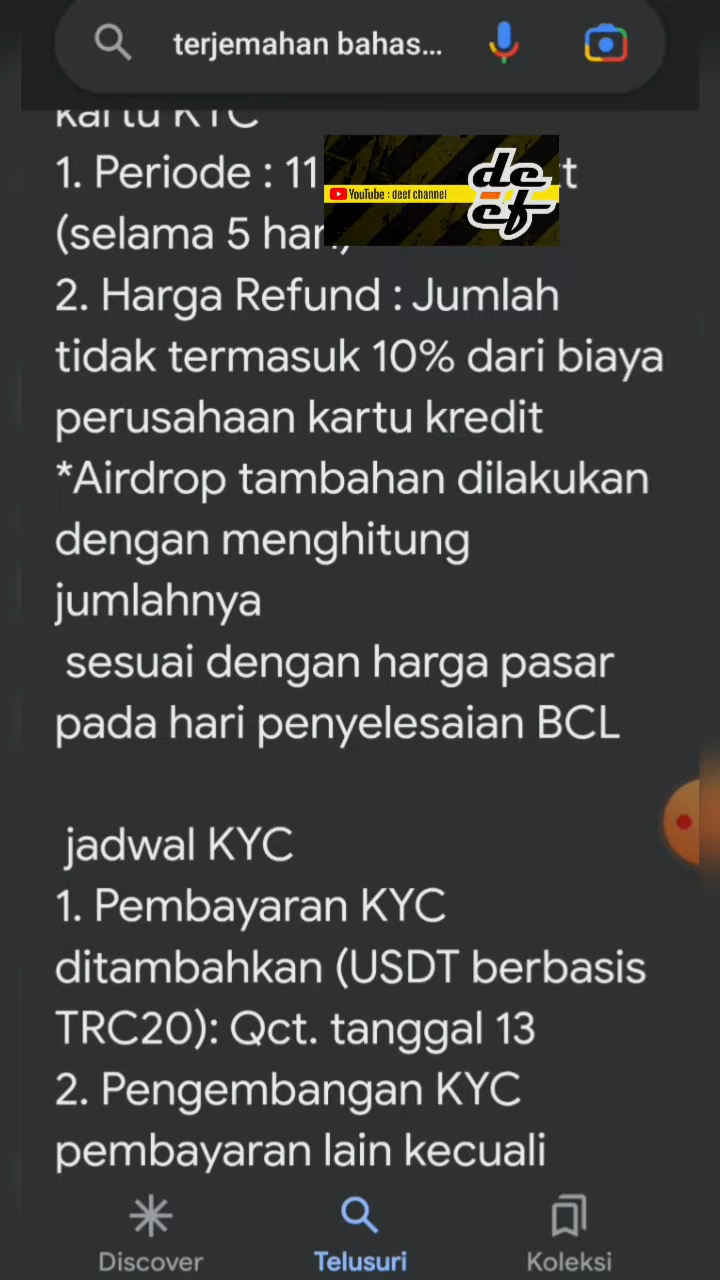 terjemahan bahas...
kartu KYC
1. Periode : 11
YouTube : deef channel
de
ef
(selama 5 hari)
2. Harga Refund : Jumlah
tidak termasuk 10% dari biaya
perusahaan kartu kredit
*Airdrop tambahan dilakukan
dengan menghitung
jumlahnya
sesuai dengan harga pasar
pada hari penyelesaian BCL
jadwal KYC
1. Pembayaran KYC
ditambahkan (USDT berbasis
TRC20): Qct. tanggal 13
2. Pengembangan KYC
pembayaran lain kecuali
Discover
Telusuri
Koleksi